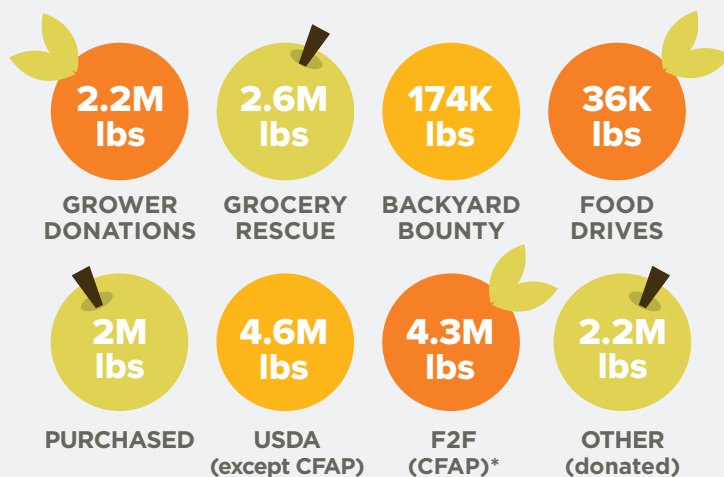 2.2M
lbs
GROWER
DONATIONS
2.6M
lbs
GROCERY
RESCUE
174K
lbs
BACKYARD
BOUNTY
36K
lbs
FOOD
DRIVES
2M
lbs
PURCHASED
4.6M
lbs
USDA
(except CFAP)
4.3M
lbs
F2F
(CFAP)*
2.2M
lbs
OTHER
(donated)